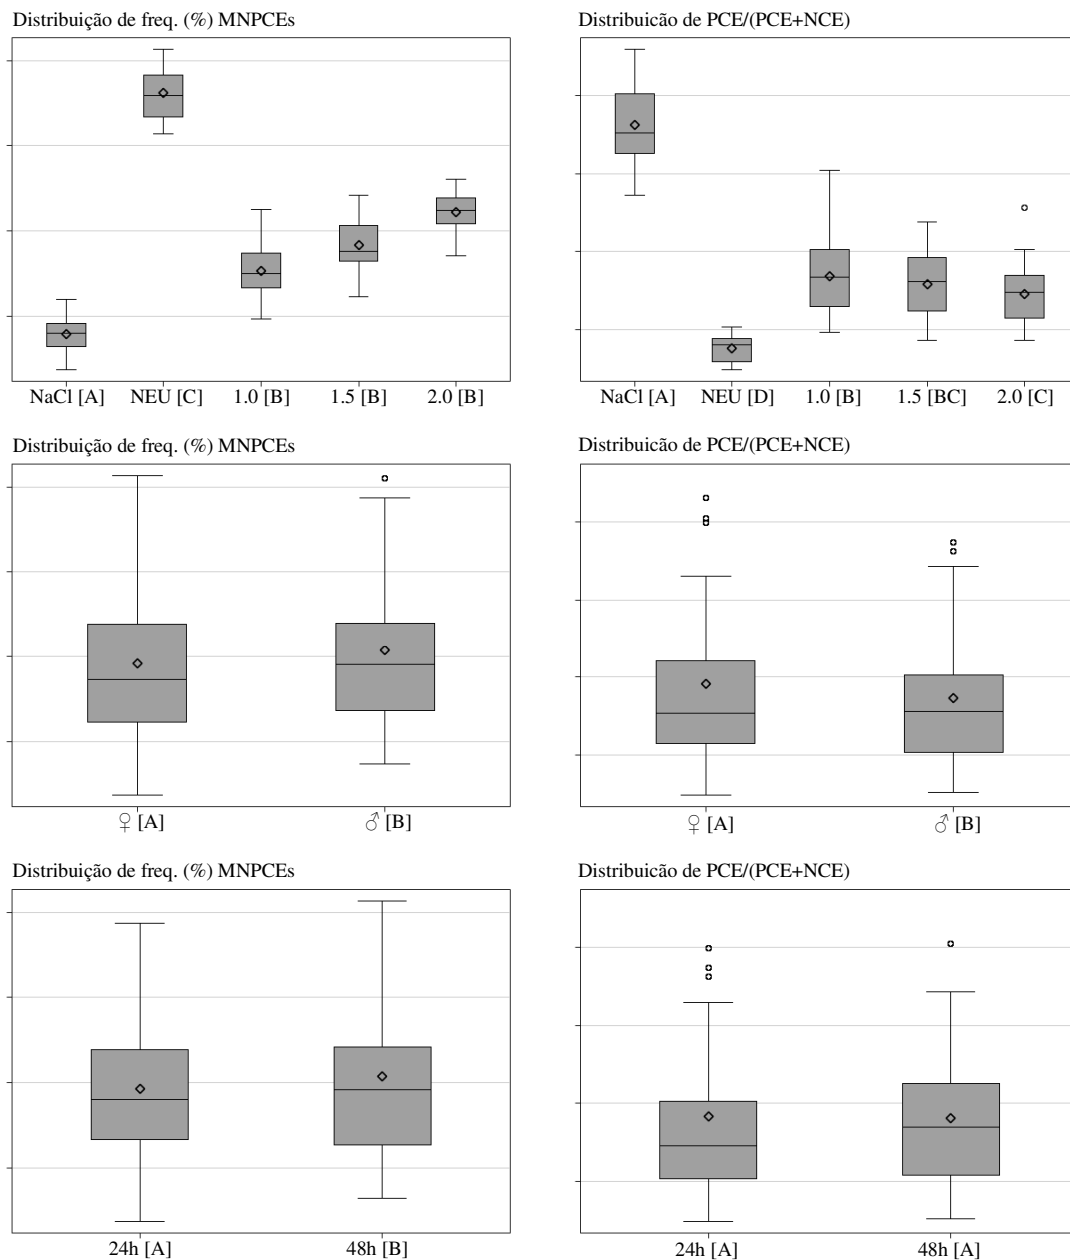 Distribuição de freq. (%) MNPCEs
NaCl [A] NEU [C] 1.0 [B] 1.5 [B] 2.0 [B]
Distribuicão de PCE/(PCE+NCE)
NaCl [A] NEU [D] 1.0 [B] 1.5 [BC] 2.0 [C]
Distribuição de freq. (%) MNPCEs
♀ [A] ♂ [B]
Distribuicão de PCE/(PCE+NCE)
♀ [A] ♂ [B]
Distribuição de freq. (%) MNPCEs
24h [A] 48h [B]
Distribuicão de PCE/(PCE+NCE)
24h [A] 48h [A]